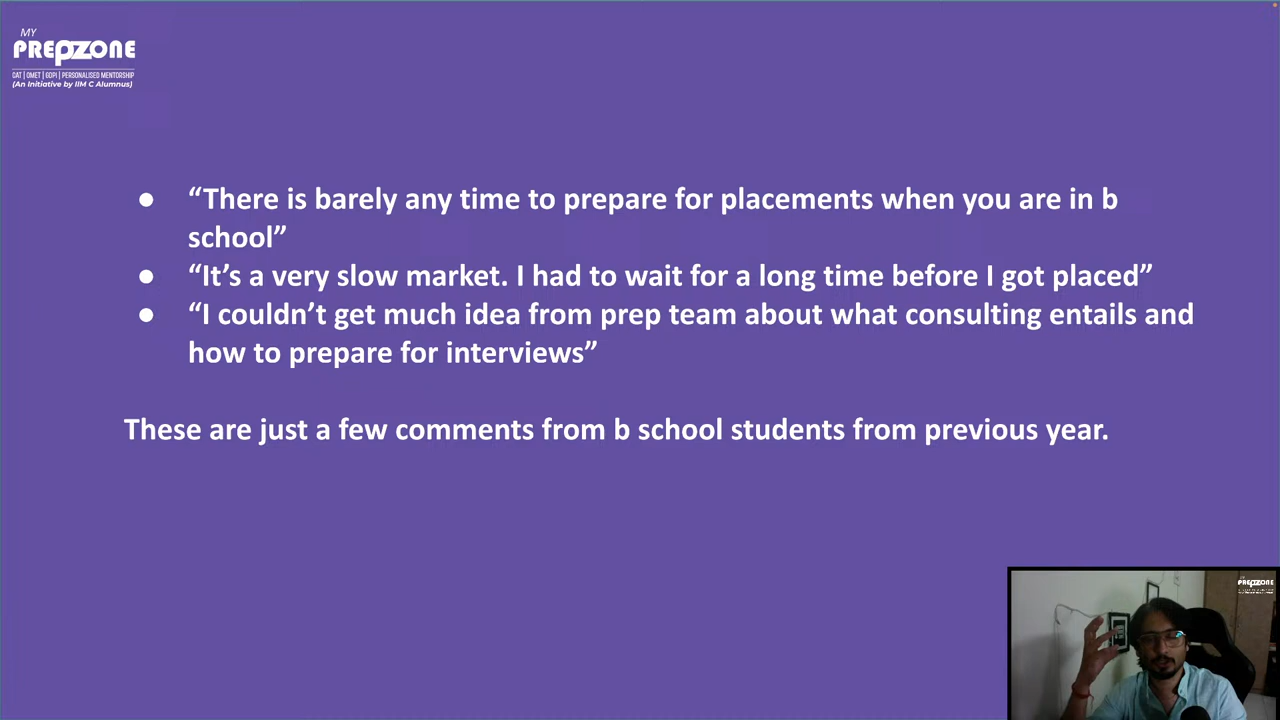 MY
PREPZONE
CAT | OMET | GDPI | PERSONALISED MENTORSHIP
(An Initiative by IIM C Alumnus)
● “There is barely any time to prepare for placements when you are in b
school”
● “It’s a very slow market. I had to wait for a long time before I got placed”
● “I couldn’t get much idea from prep team about what consulting entails and
how to prepare for interviews”
These are just a few comments from b school students from previous year.
PREPZONE